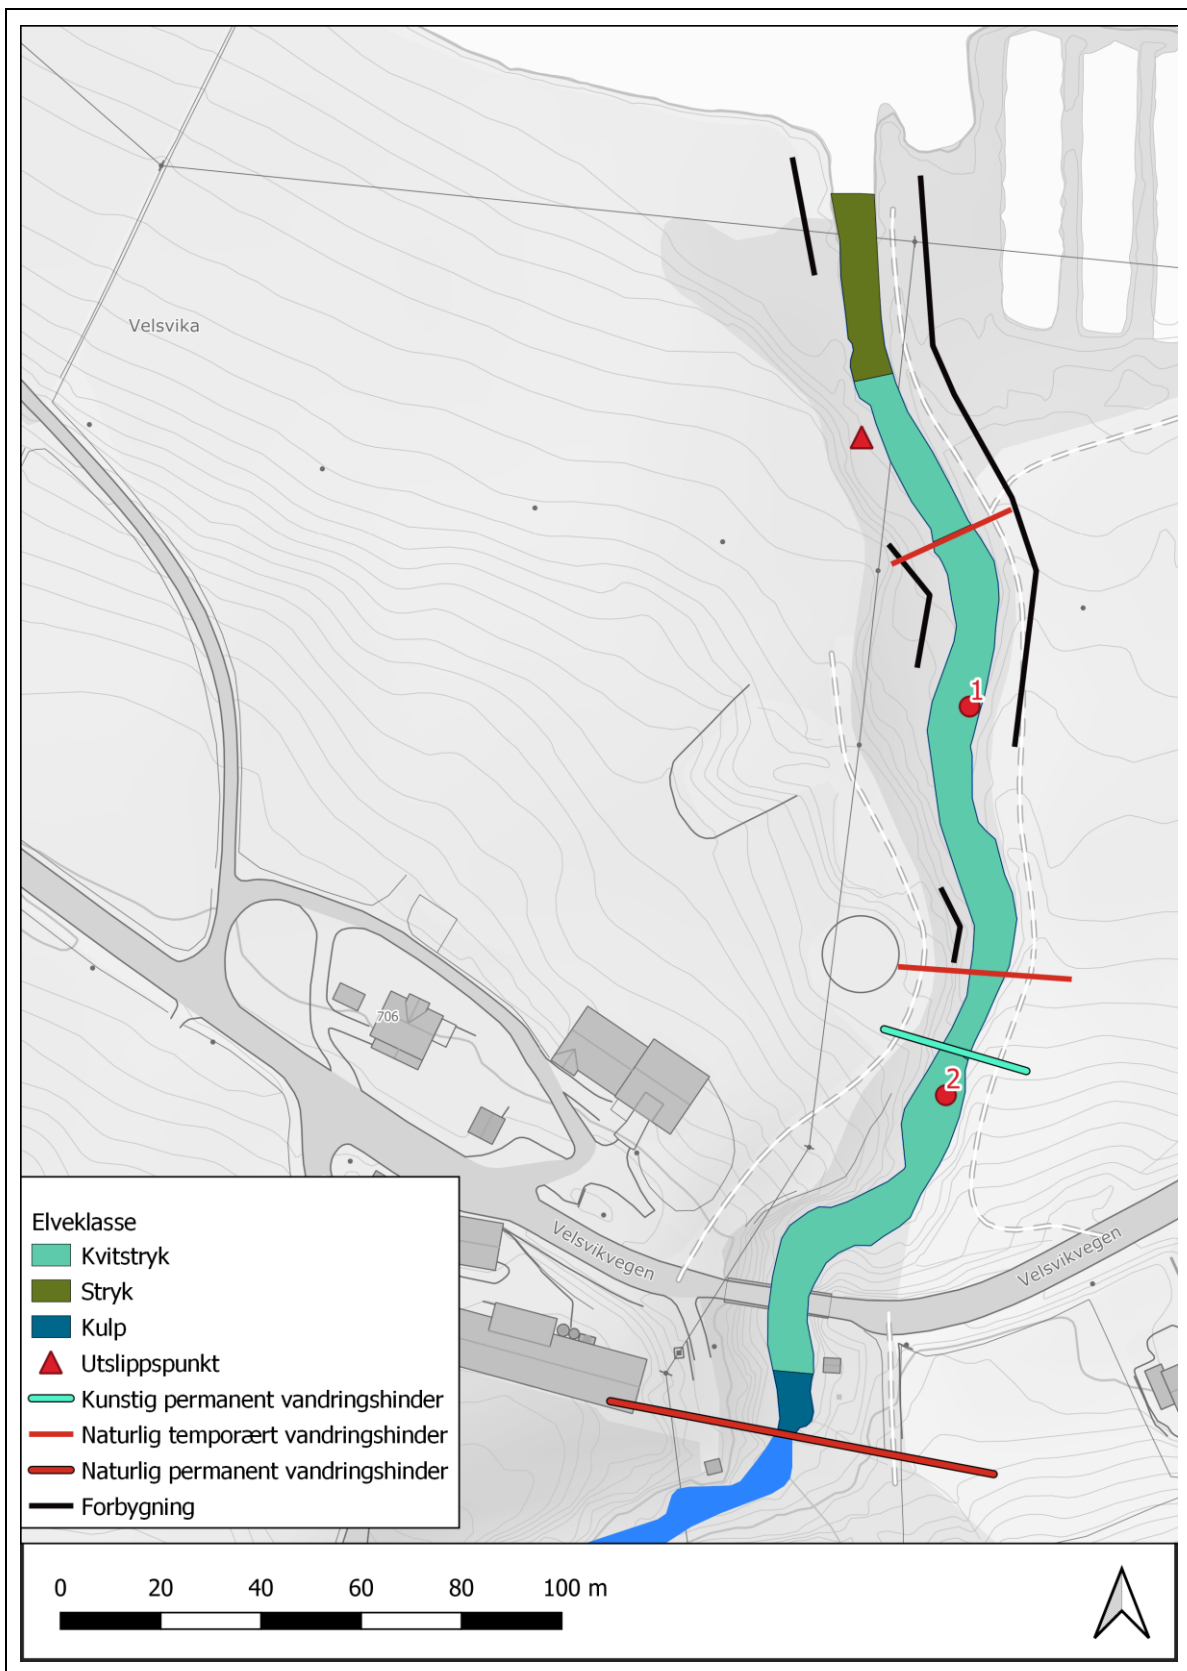 Velsvika
1
706
2
Velsvikvegen
Velsvikvegen
Elveklasse
Kvitstryk
Stryk
Kulp
Utslippspunkt
Kunstig permanent vandringshinder
Naturlig temporært vandringshinder
Naturlig permanent vandringshinder
Forbygning
0 20 40 60 80 100 m